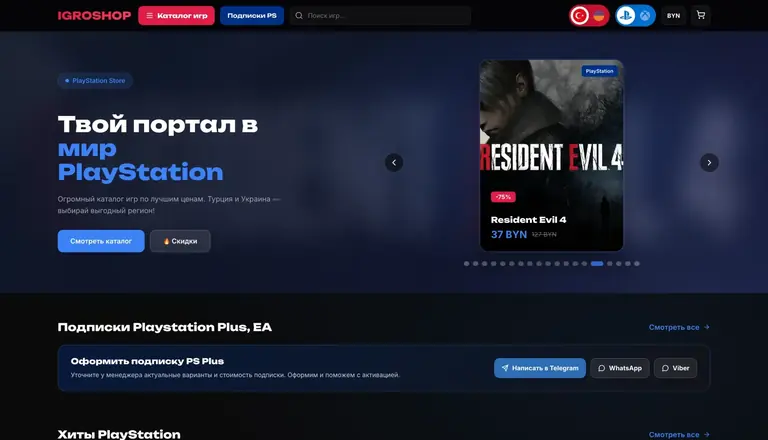 IGROSHOP
Каталог игр
Подписки PS
Поиск игр...
BYN
PlayStation Store
Твой портал в
мир
PlayStation
Огромный каталог игр по лучшим ценам. Турция и Украина —
выбирай выгодный регион!
Смотреть каталог
🔥 Скидки
PlayStation
RESIDENT EVIL 4
-75%
Resident Evil 4
37 BYN 127 BYN
Подписки Playstation Plus, EA
Смотреть все →
Оформить подписку PS Plus
Уточните у менеджера актуальные варианты и стоимость подписки. Оформим и поможем с активацией.
Написать в Telegram
WhatsApp
Viber
Хиты PlayStation
Смотреть все →